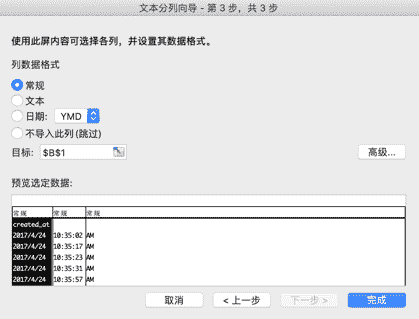 文本分列向导 - 第 3 步，共 3 步
使用此屏内容可选择各列，并设置其数据格式。
列数据格式
常规
文本
日期: YMD
不导入此列(跳过)
目标: $B$1 高级...
预览选定数据:
常规 常规 常规
created_at
2017/4/24 10:35:02 AM
2017/4/24 10:35:17 AM
2017/4/24 10:35:23 AM
2017/4/24 10:35:31 AM
2017/4/24 10:35:57 AM
取消 < 上一步 下一步 > 完成